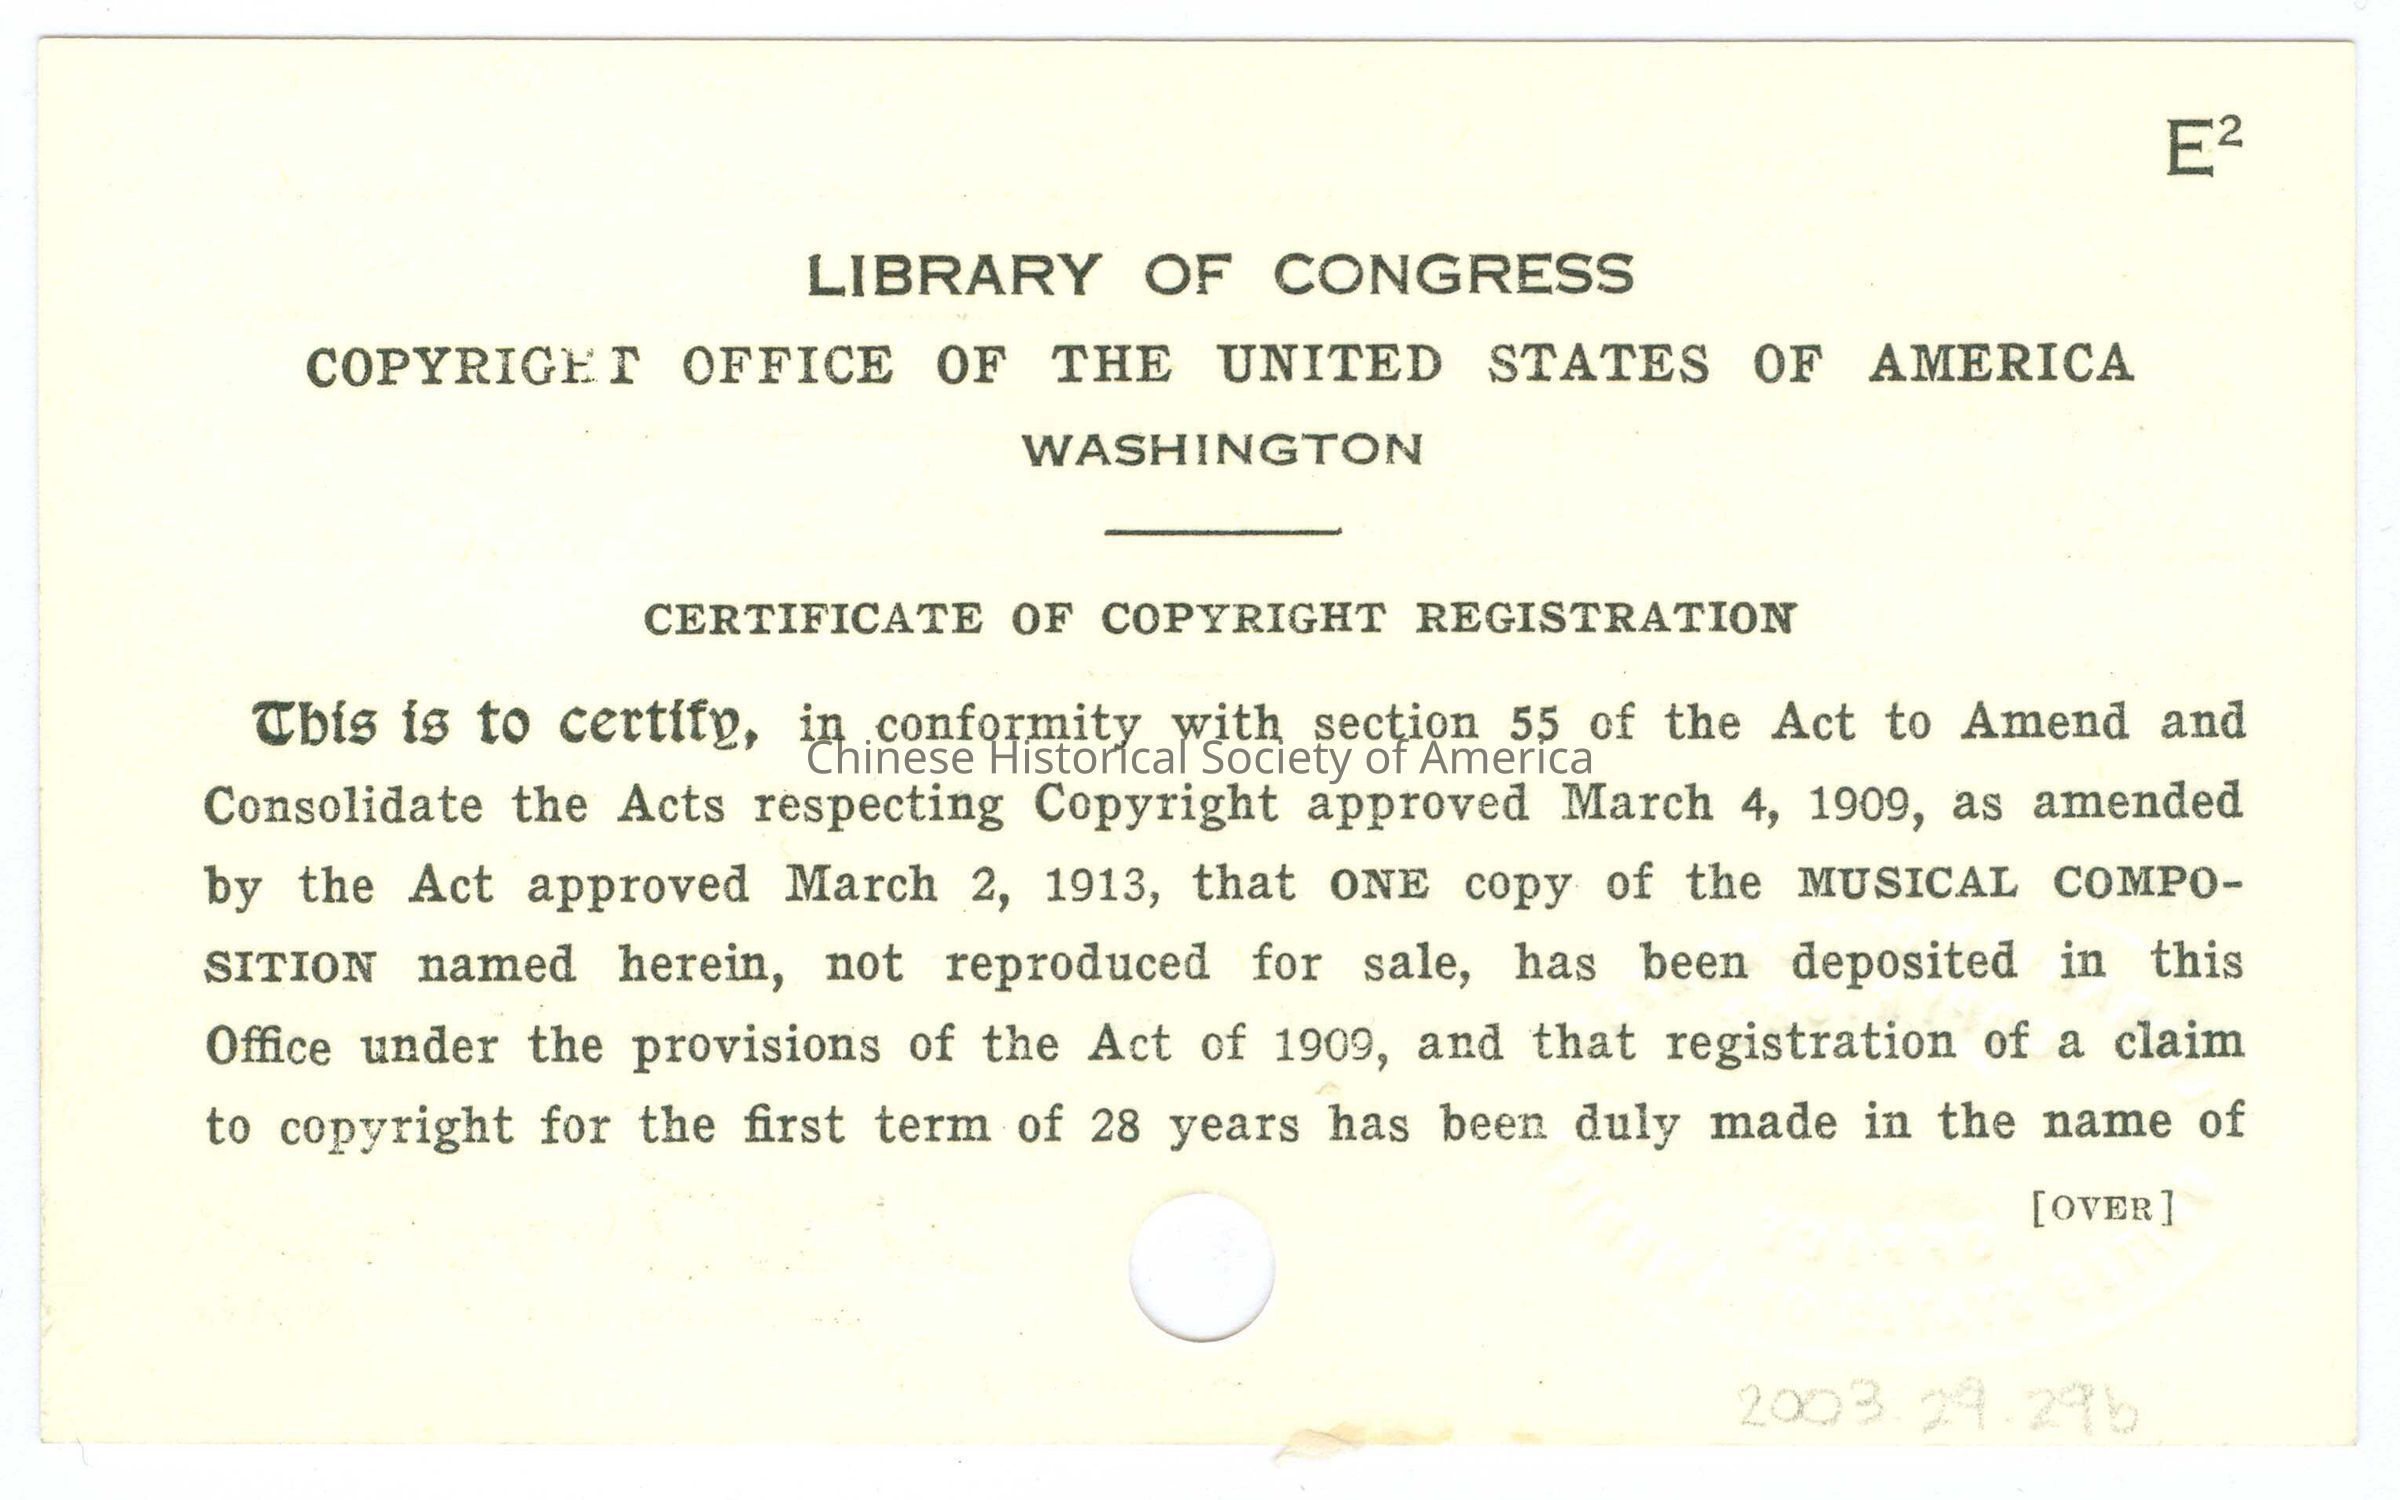 E²
LIBRARY OF CONGRESS
COPYRIGHT OFFICE OF THE UNITED STATES OF AMERICA
WASHINGTON
CERTIFICATE OF COPYRIGHT REGISTRATION
This is to certify, in conformity with section 55 of the Act to Amend and
Chinese Historical Society of America
Consolidate the Acts respecting Copyright approved March 4, 1909, as amended
by the Act approved March 2, 1913, that ONE copy of the MUSICAL COMPO-
SITION named herein, not reproduced for sale, has been deposited in this
Office under the provisions of the Act of 1909, and that registration of a claim
to copyright for the first term of 28 years has been duly made in the name of
[OVER]
2003.29.29b